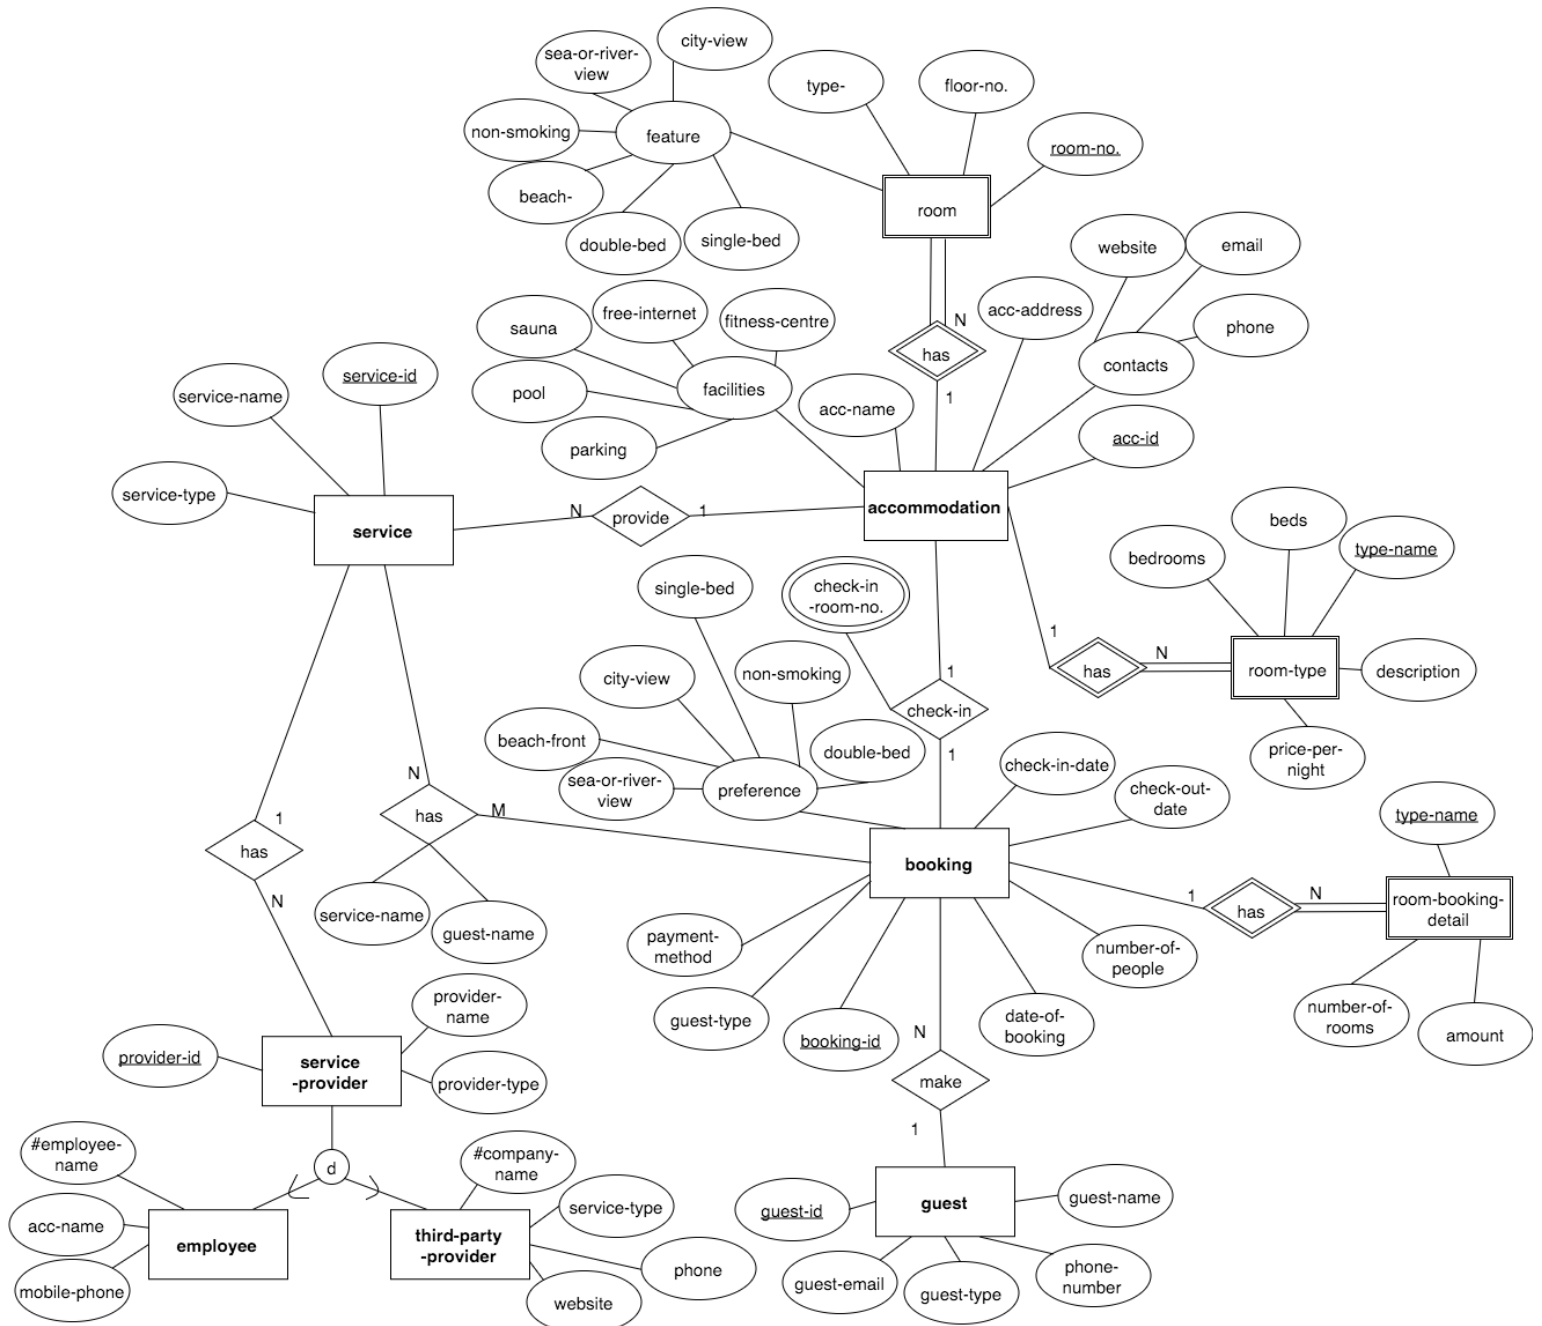 city-view
sea-or-river-
view
type-
floor-no.
non-smoking
feature
room-no.
beach-
room
double-bed
single-bed
website
email
free-internet
fitness-centre
acc-address
sauna
N
phone
has
contacts
service-id
facilities
service-name
pool
1
acc-name
acc-id
parking
service-type
N
provide
1
accommodation
service
beds
bedrooms
type-name
single-bed
check-in
-room-no.
1
N
has
room-type
description
city-view
non-smoking
1
check-in
beach-front
double-bed
1
check-in-date
price-per-
night
N
sea-or-river-
view
preference
check-out-
date
M
1
has
type-name
has
booking
1
N
room-booking-
detail
has
N
service-name
guest-name
payment-
method
number-of-
people
number-of-
rooms
amount
provider-
name
guest-type
booking-id
N
date-of-
booking
provider-id
service
-provider
provider-type
make
1
#employee-
name
d
#company-
name
guest-name
acc-name
service-type
guest-id
guest
employee
third-party
-provider
phone
mobile-phone
website
guest-email
guest-type
phone-
number